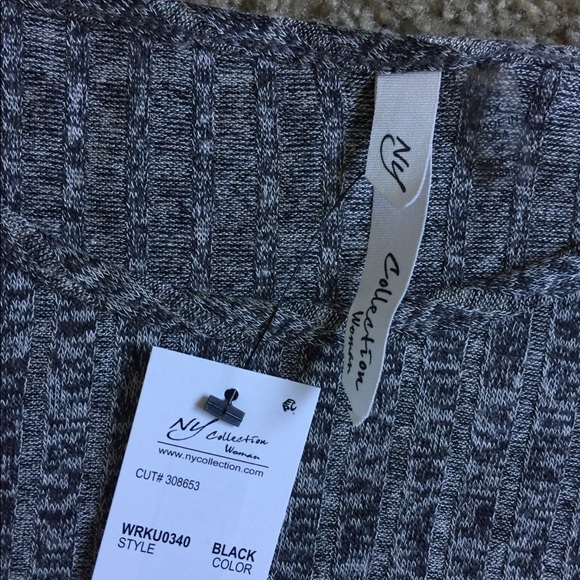 NY
Collection
Woman
NY Collection
Woman
www.nycollection.com
CUT# 308653
WRKU0340 BLACK
STYLE COLOR